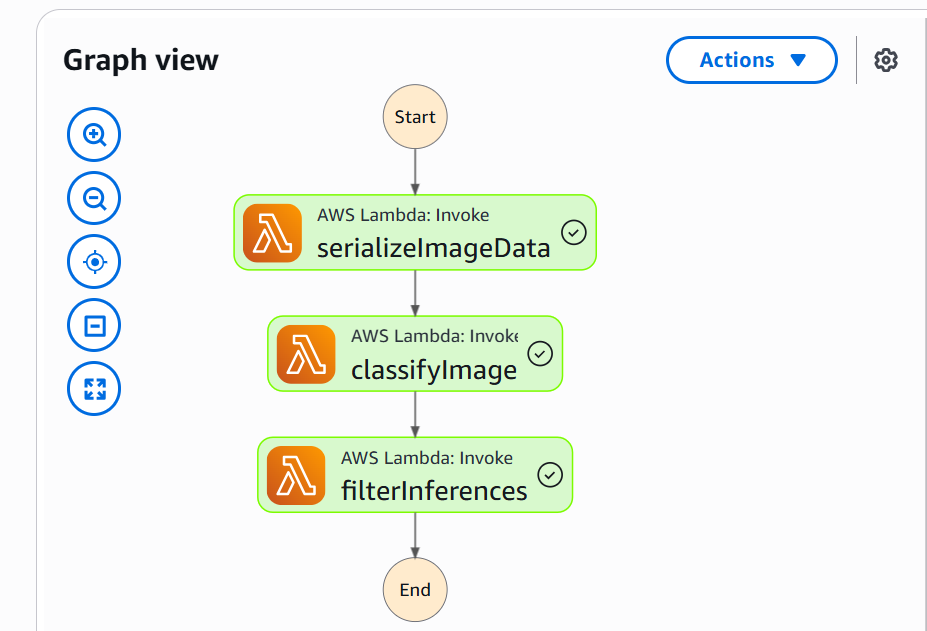 Graph view
Actions
Start
AWS Lambda: Invoke
serializeImageData
AWS Lambda: Invoke
classifyImage
AWS Lambda: Invoke
filterInferences
End